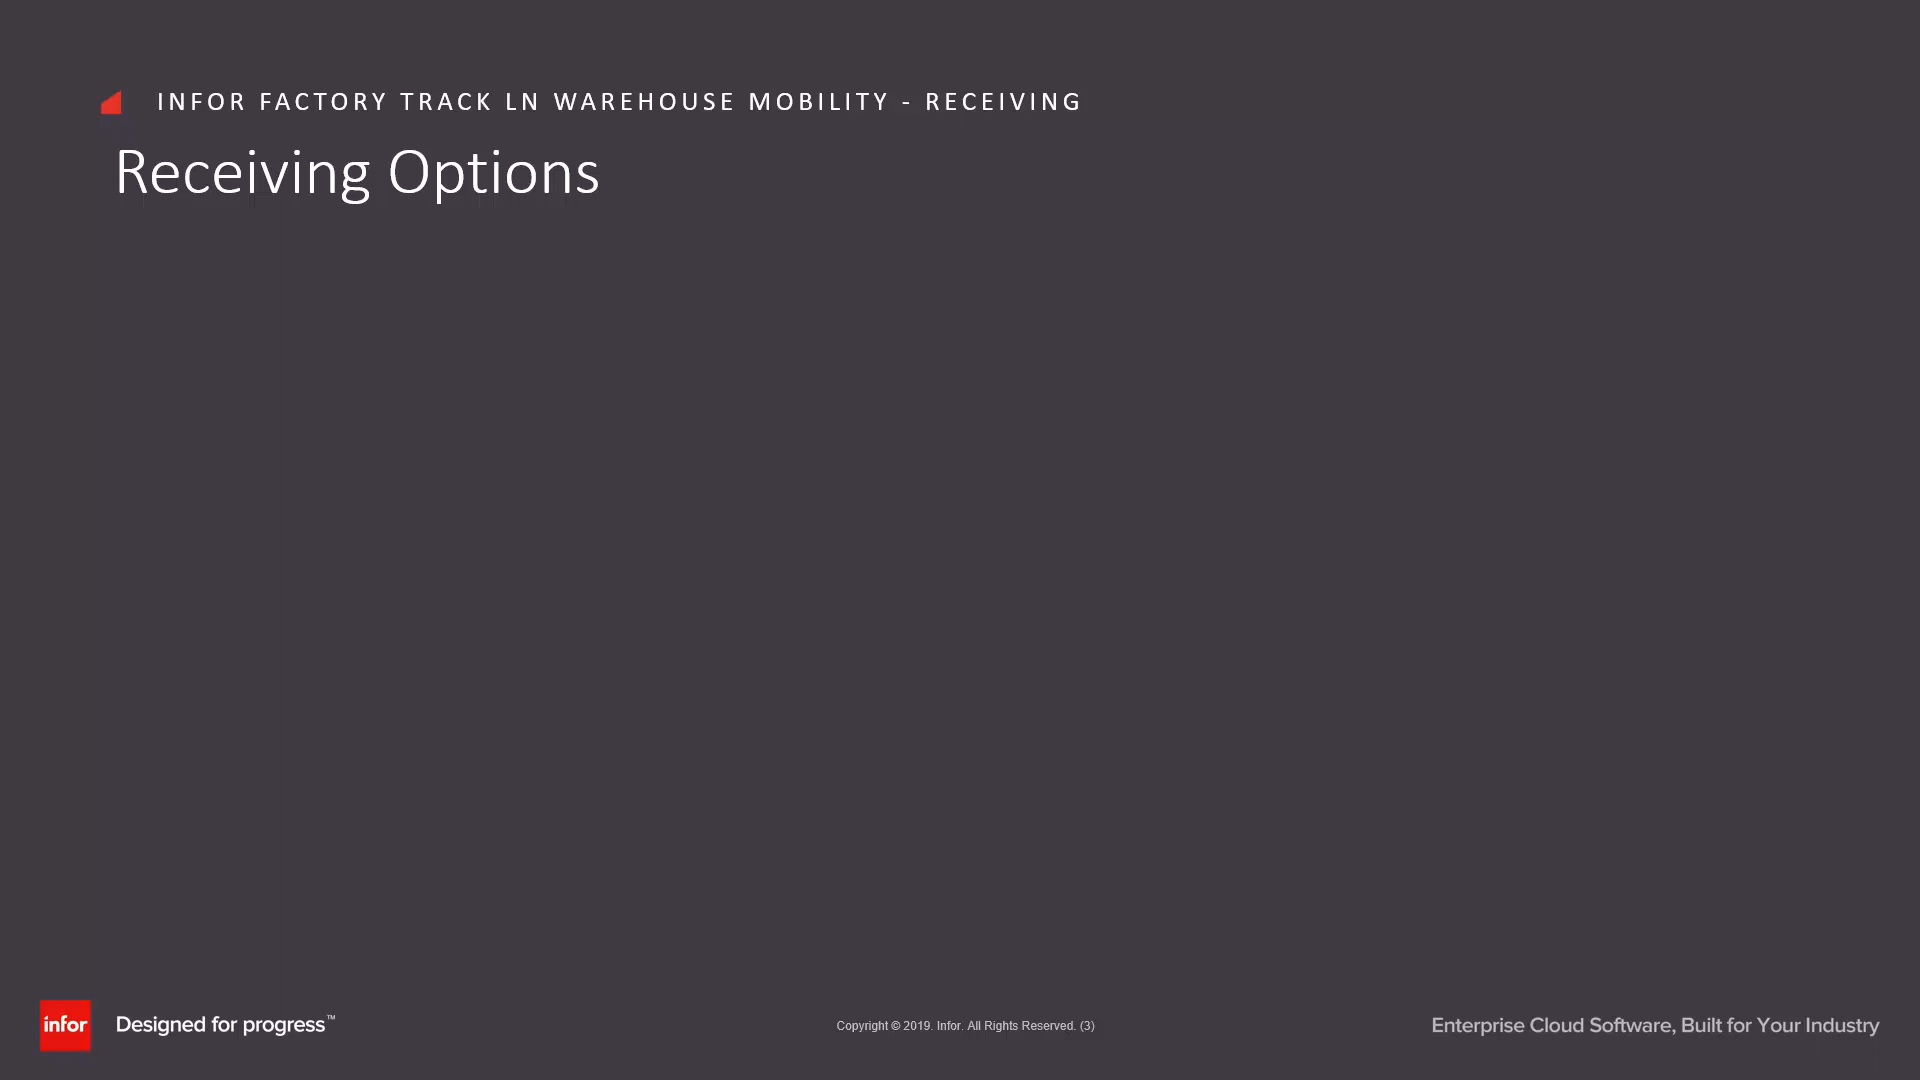 INFOR FACTORY TRACK LN WAREHOUSE MOBILITY - RECEIVING
Receiving Options
infor
Designed for progress™
Copyright © 2019. Infor. All Rights Reserved. (3)
Enterprise Cloud Software, Built for Your Industry